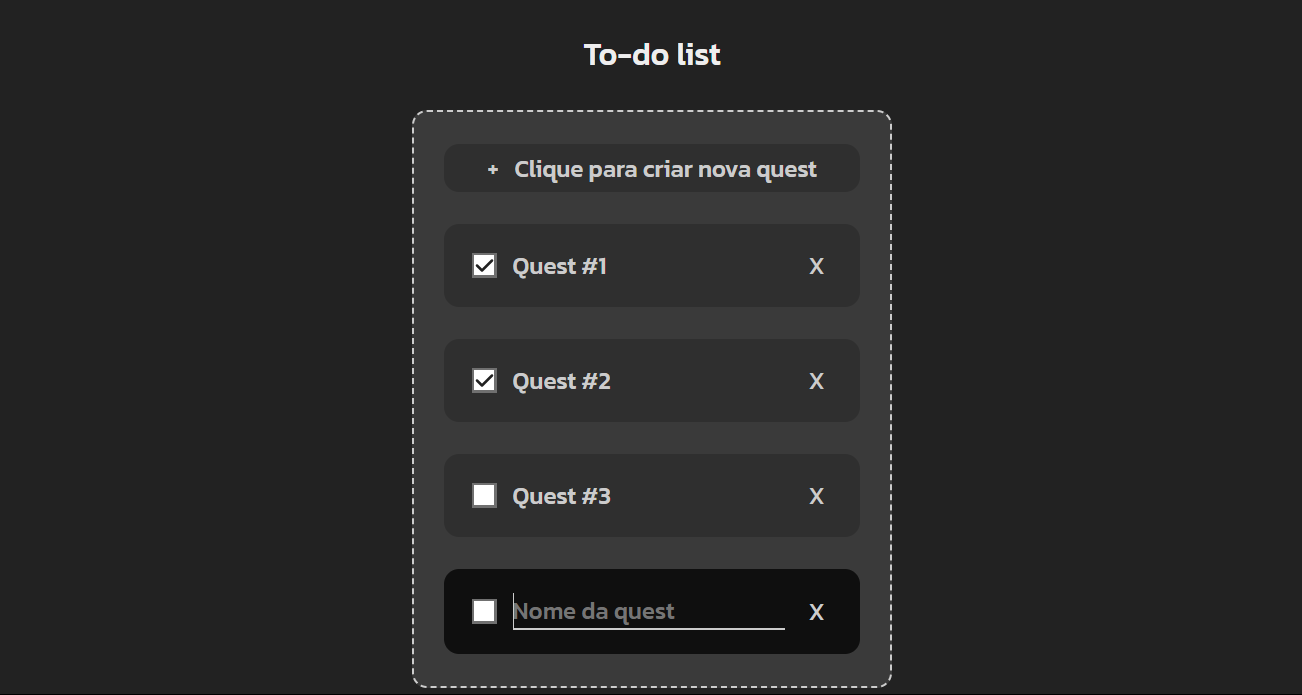 To-do list
+ Clique para criar nova quest
Quest #1 X
Quest #2 X
Quest #3 X
Nome da quest X